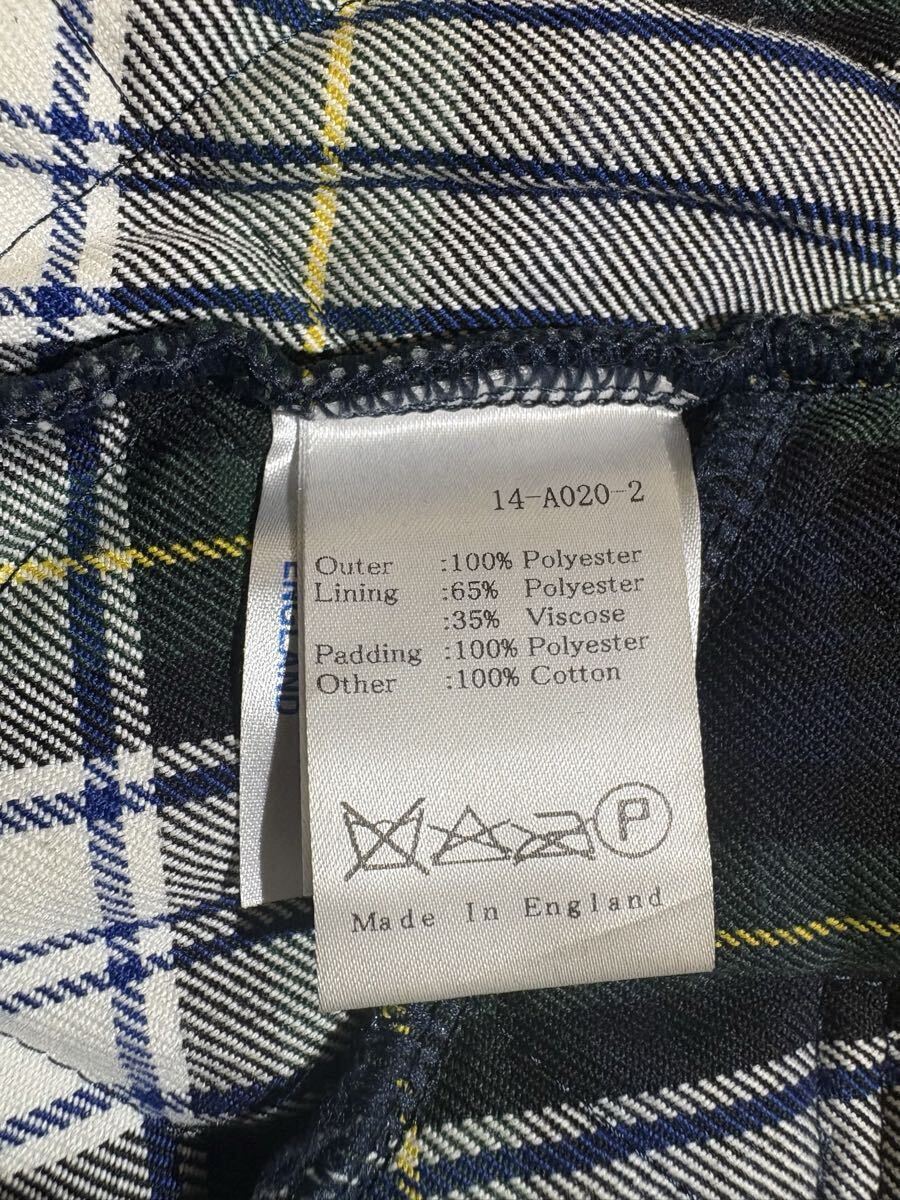 14-A020-2
Outer :100% Polyester
Lining :65% Polyester
:35% Viscose
Padding :100% Polyester
Other :100% Cotton
P
Made In England
ENGLAND